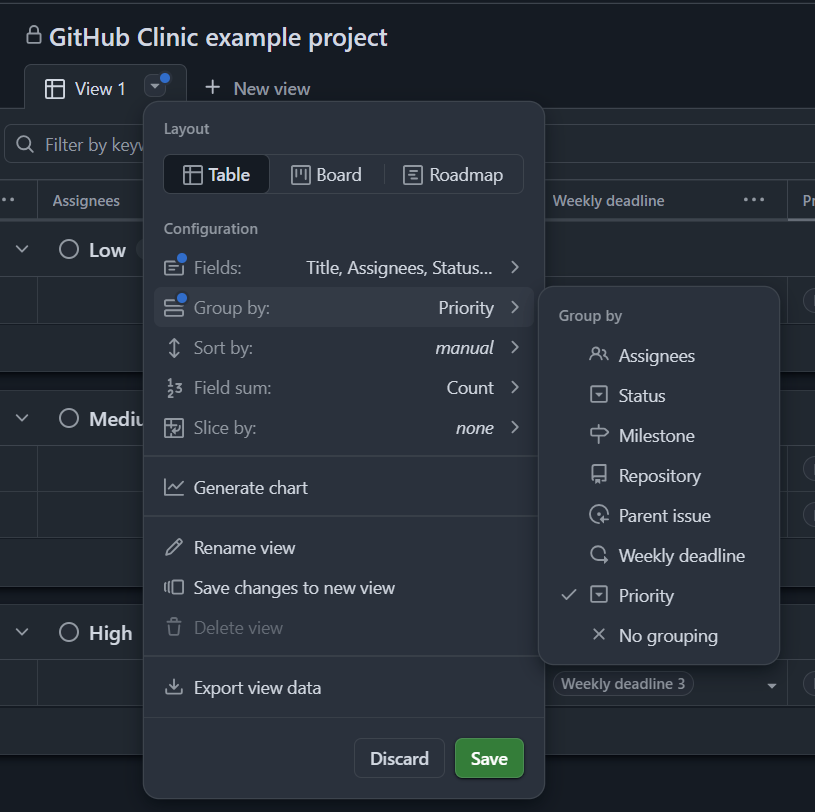 GitHub Clinic example project
View 1
New view
Layout
Table Board Roadmap
Configuration
Fields: Title, Assignees, Status...
Group by: Priority
Sort by: manual
Field sum: Count
Slice by: none
Generate chart
Rename view
Save changes to new view
Delete view
Export view data
Discard Save
Group by
Assignees
Status
Milestone
Repository
Parent issue
Weekly deadline
Priority
No grouping
Filter by
Assignees
Weekly deadline
Low
High
Weekly deadline 3